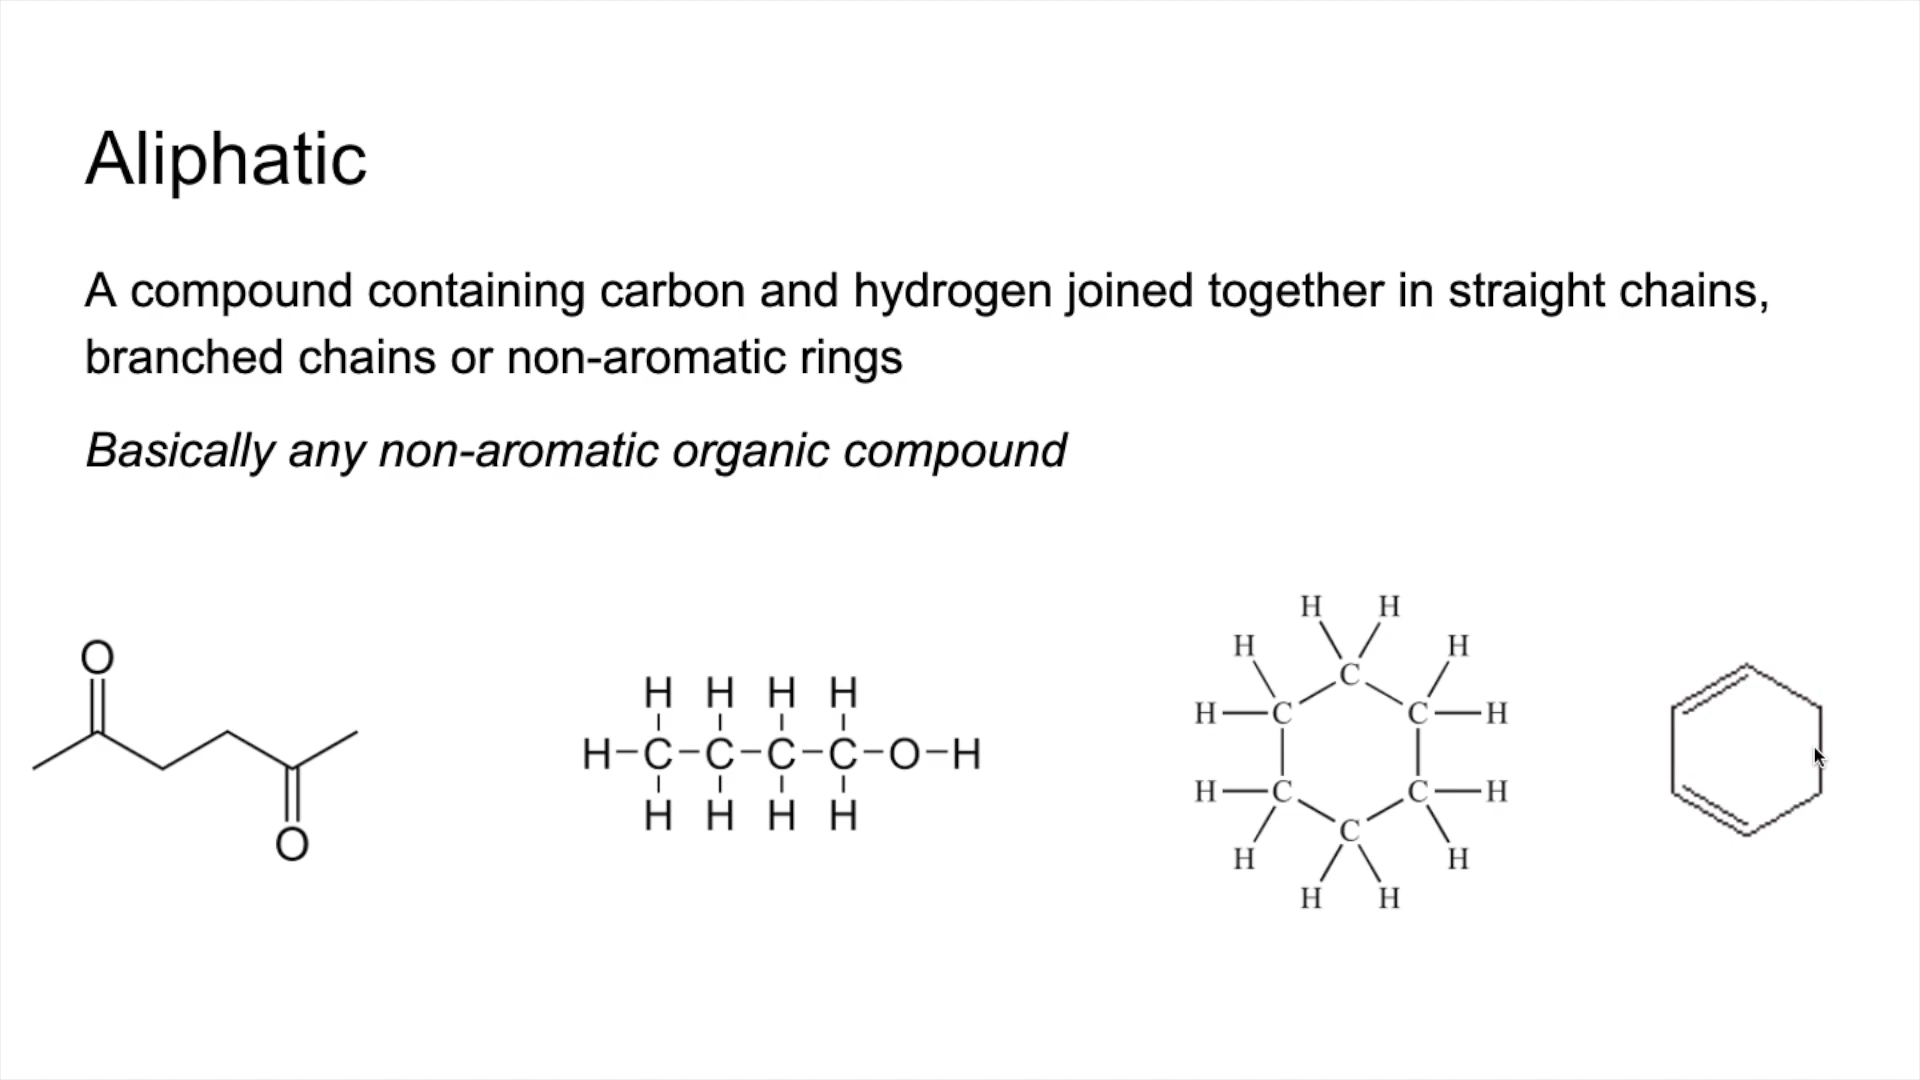 Aliphatic
A compound containing carbon and hydrogen joined together in straight chains,
branched chains or non-aromatic rings
Basically any non-aromatic organic compound
O
O
H H H H
H-C-C-C-C-O-H
H H H H
H H
H H
C
H—C C—H
H—C C—H
C
H H
H H